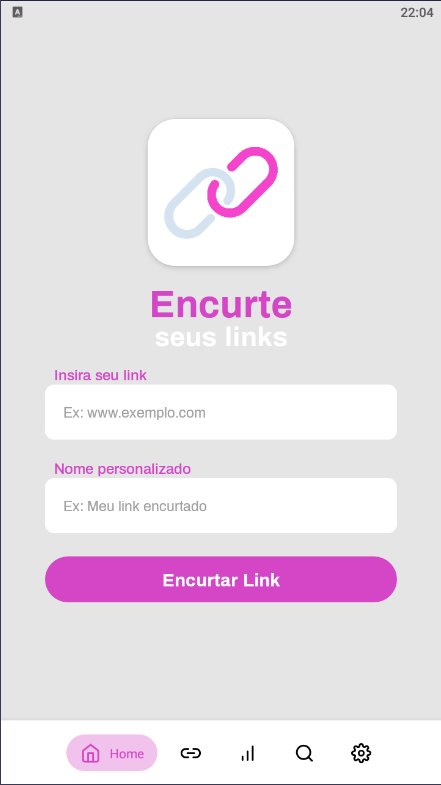 A
22:04
Encurte
seus links
Insira seu link
Ex: www.exemplo.com
Nome personalizado
Ex: Meu link encurtado
Encurtar Link
Home